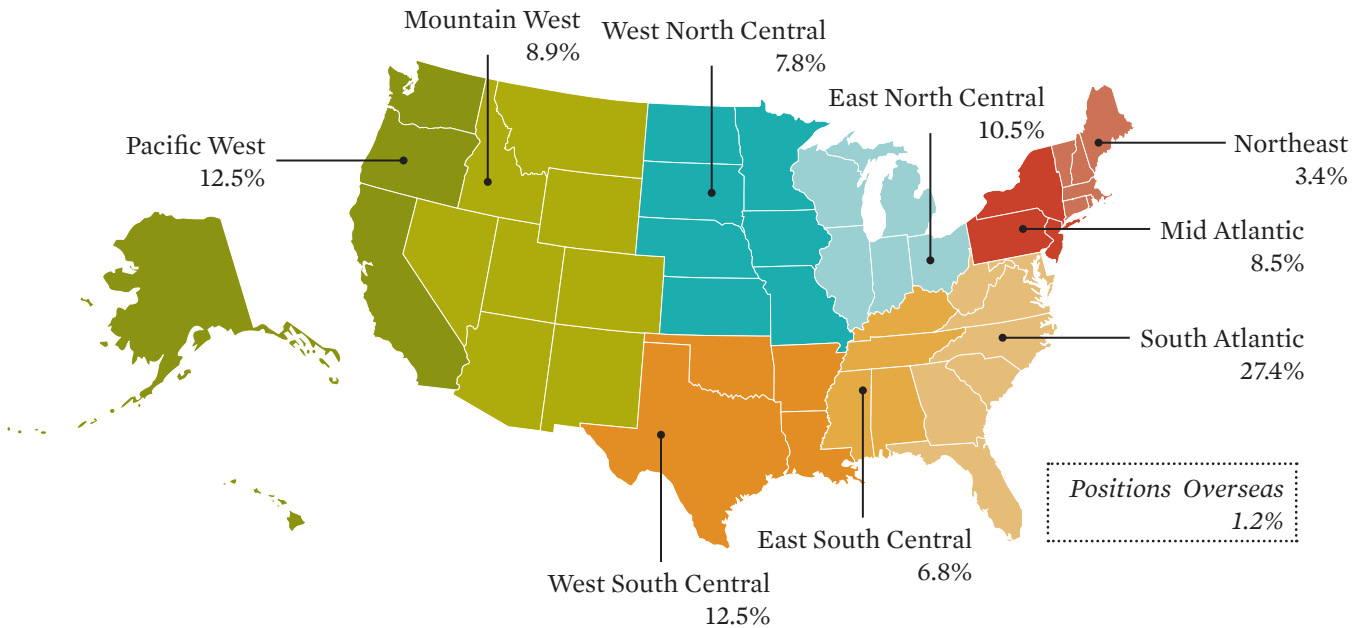 Mountain West
8.9%
West North Central
7.8%
East North Central
10.5%
Pacific West
12.5%
Northeast
3.4%
Mid Atlantic
8.5%
South Atlantic
27.4%
Positions Overseas
1.2%
East South Central
6.8%
West South Central
12.5%